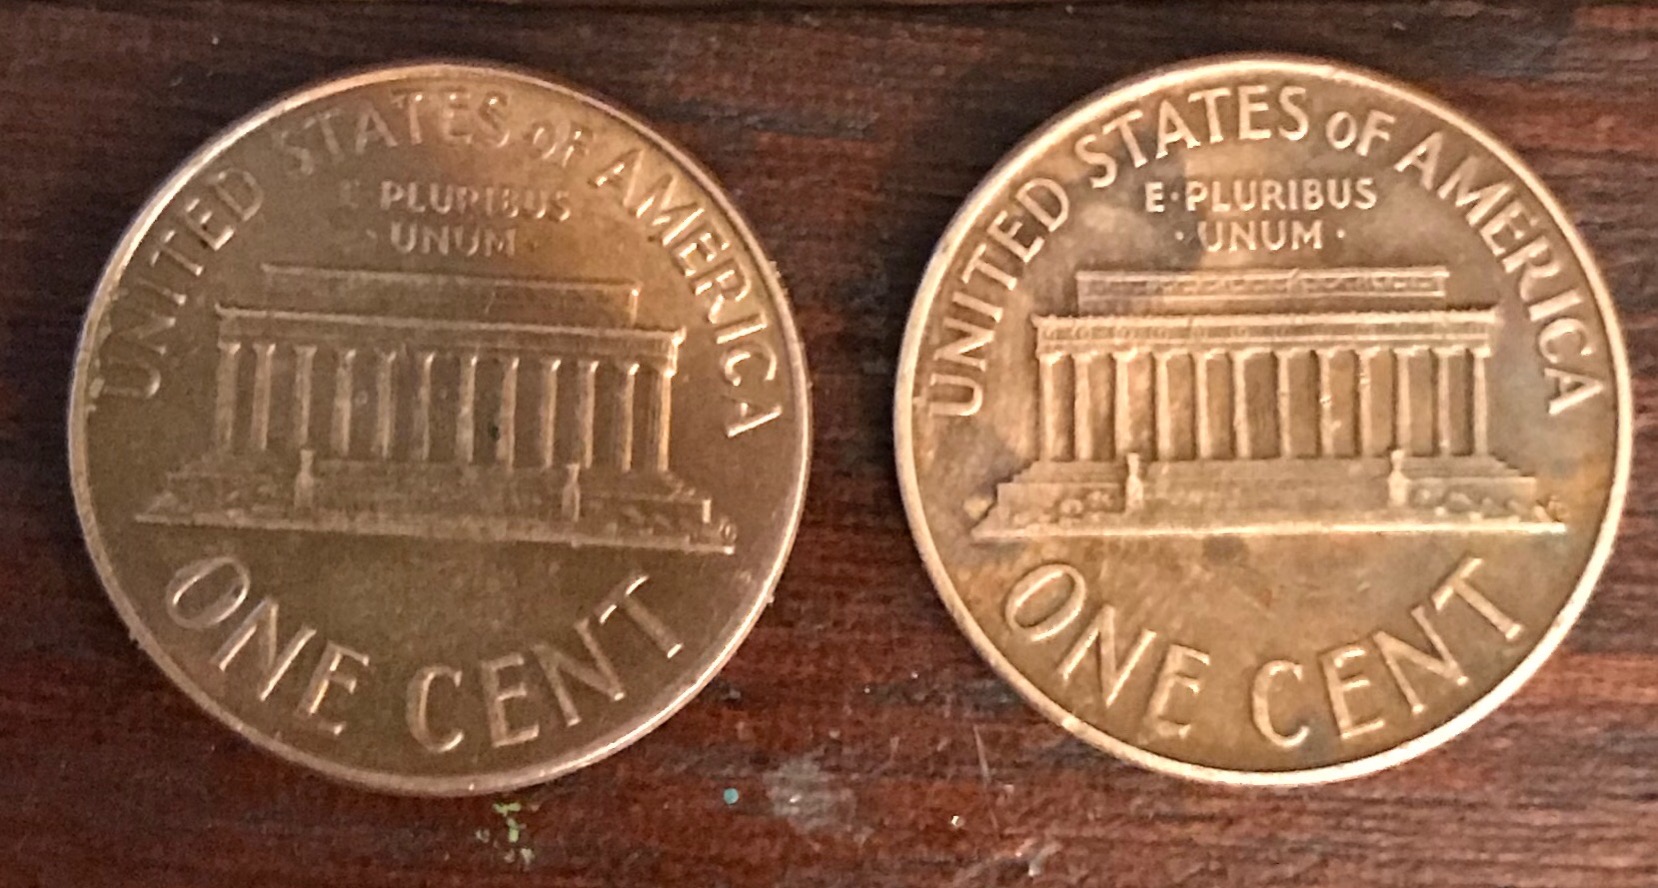 UNITED STATES OF AMERICA
E·PLURIBUS
·UNUM·
ONE CENT
UNITED STATES OF AMERICA
E·PLURIBUS
·UNUM·
ONE CENT